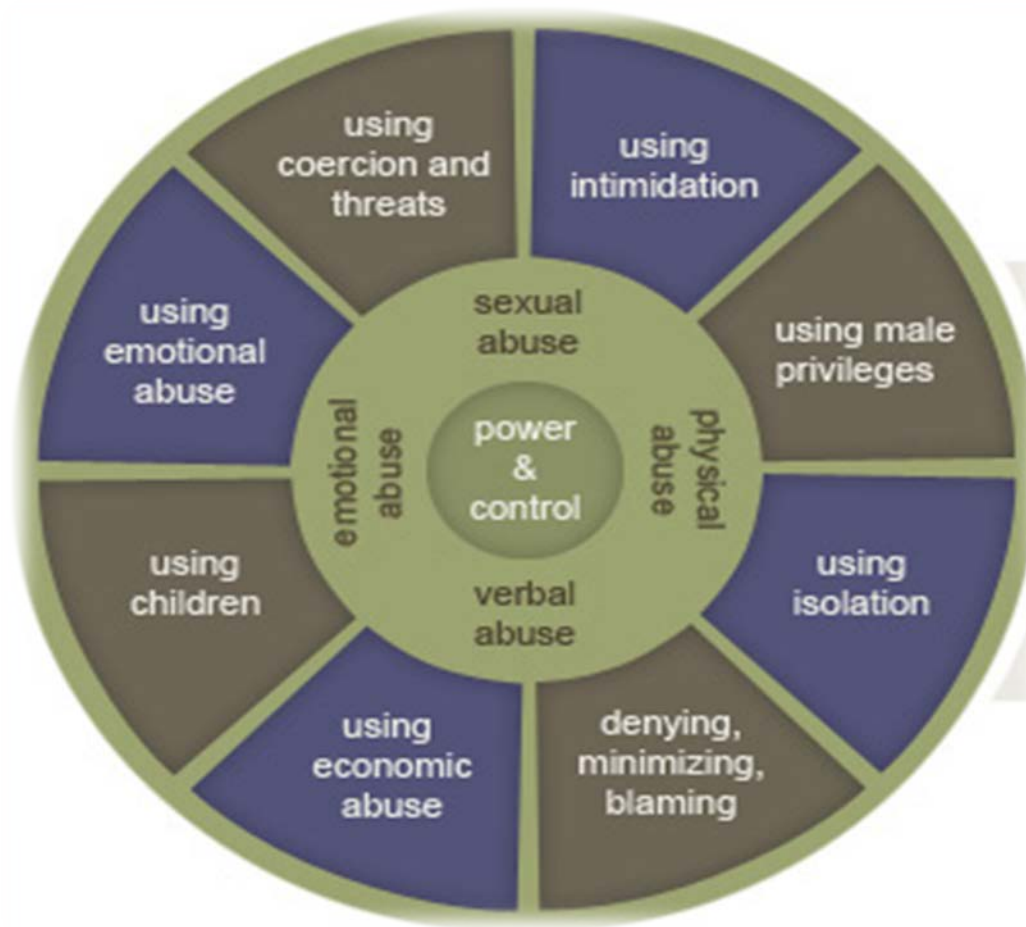 using
coercion and
threats
using
intimidation
using male
privileges
using
isolation
denying,
minimizing,
blaming
using
economic
abuse
using
children
using
emotional
abuse
sexual
abuse
physical
abuse
verbal
abuse
emotional
abuse
power
&
control